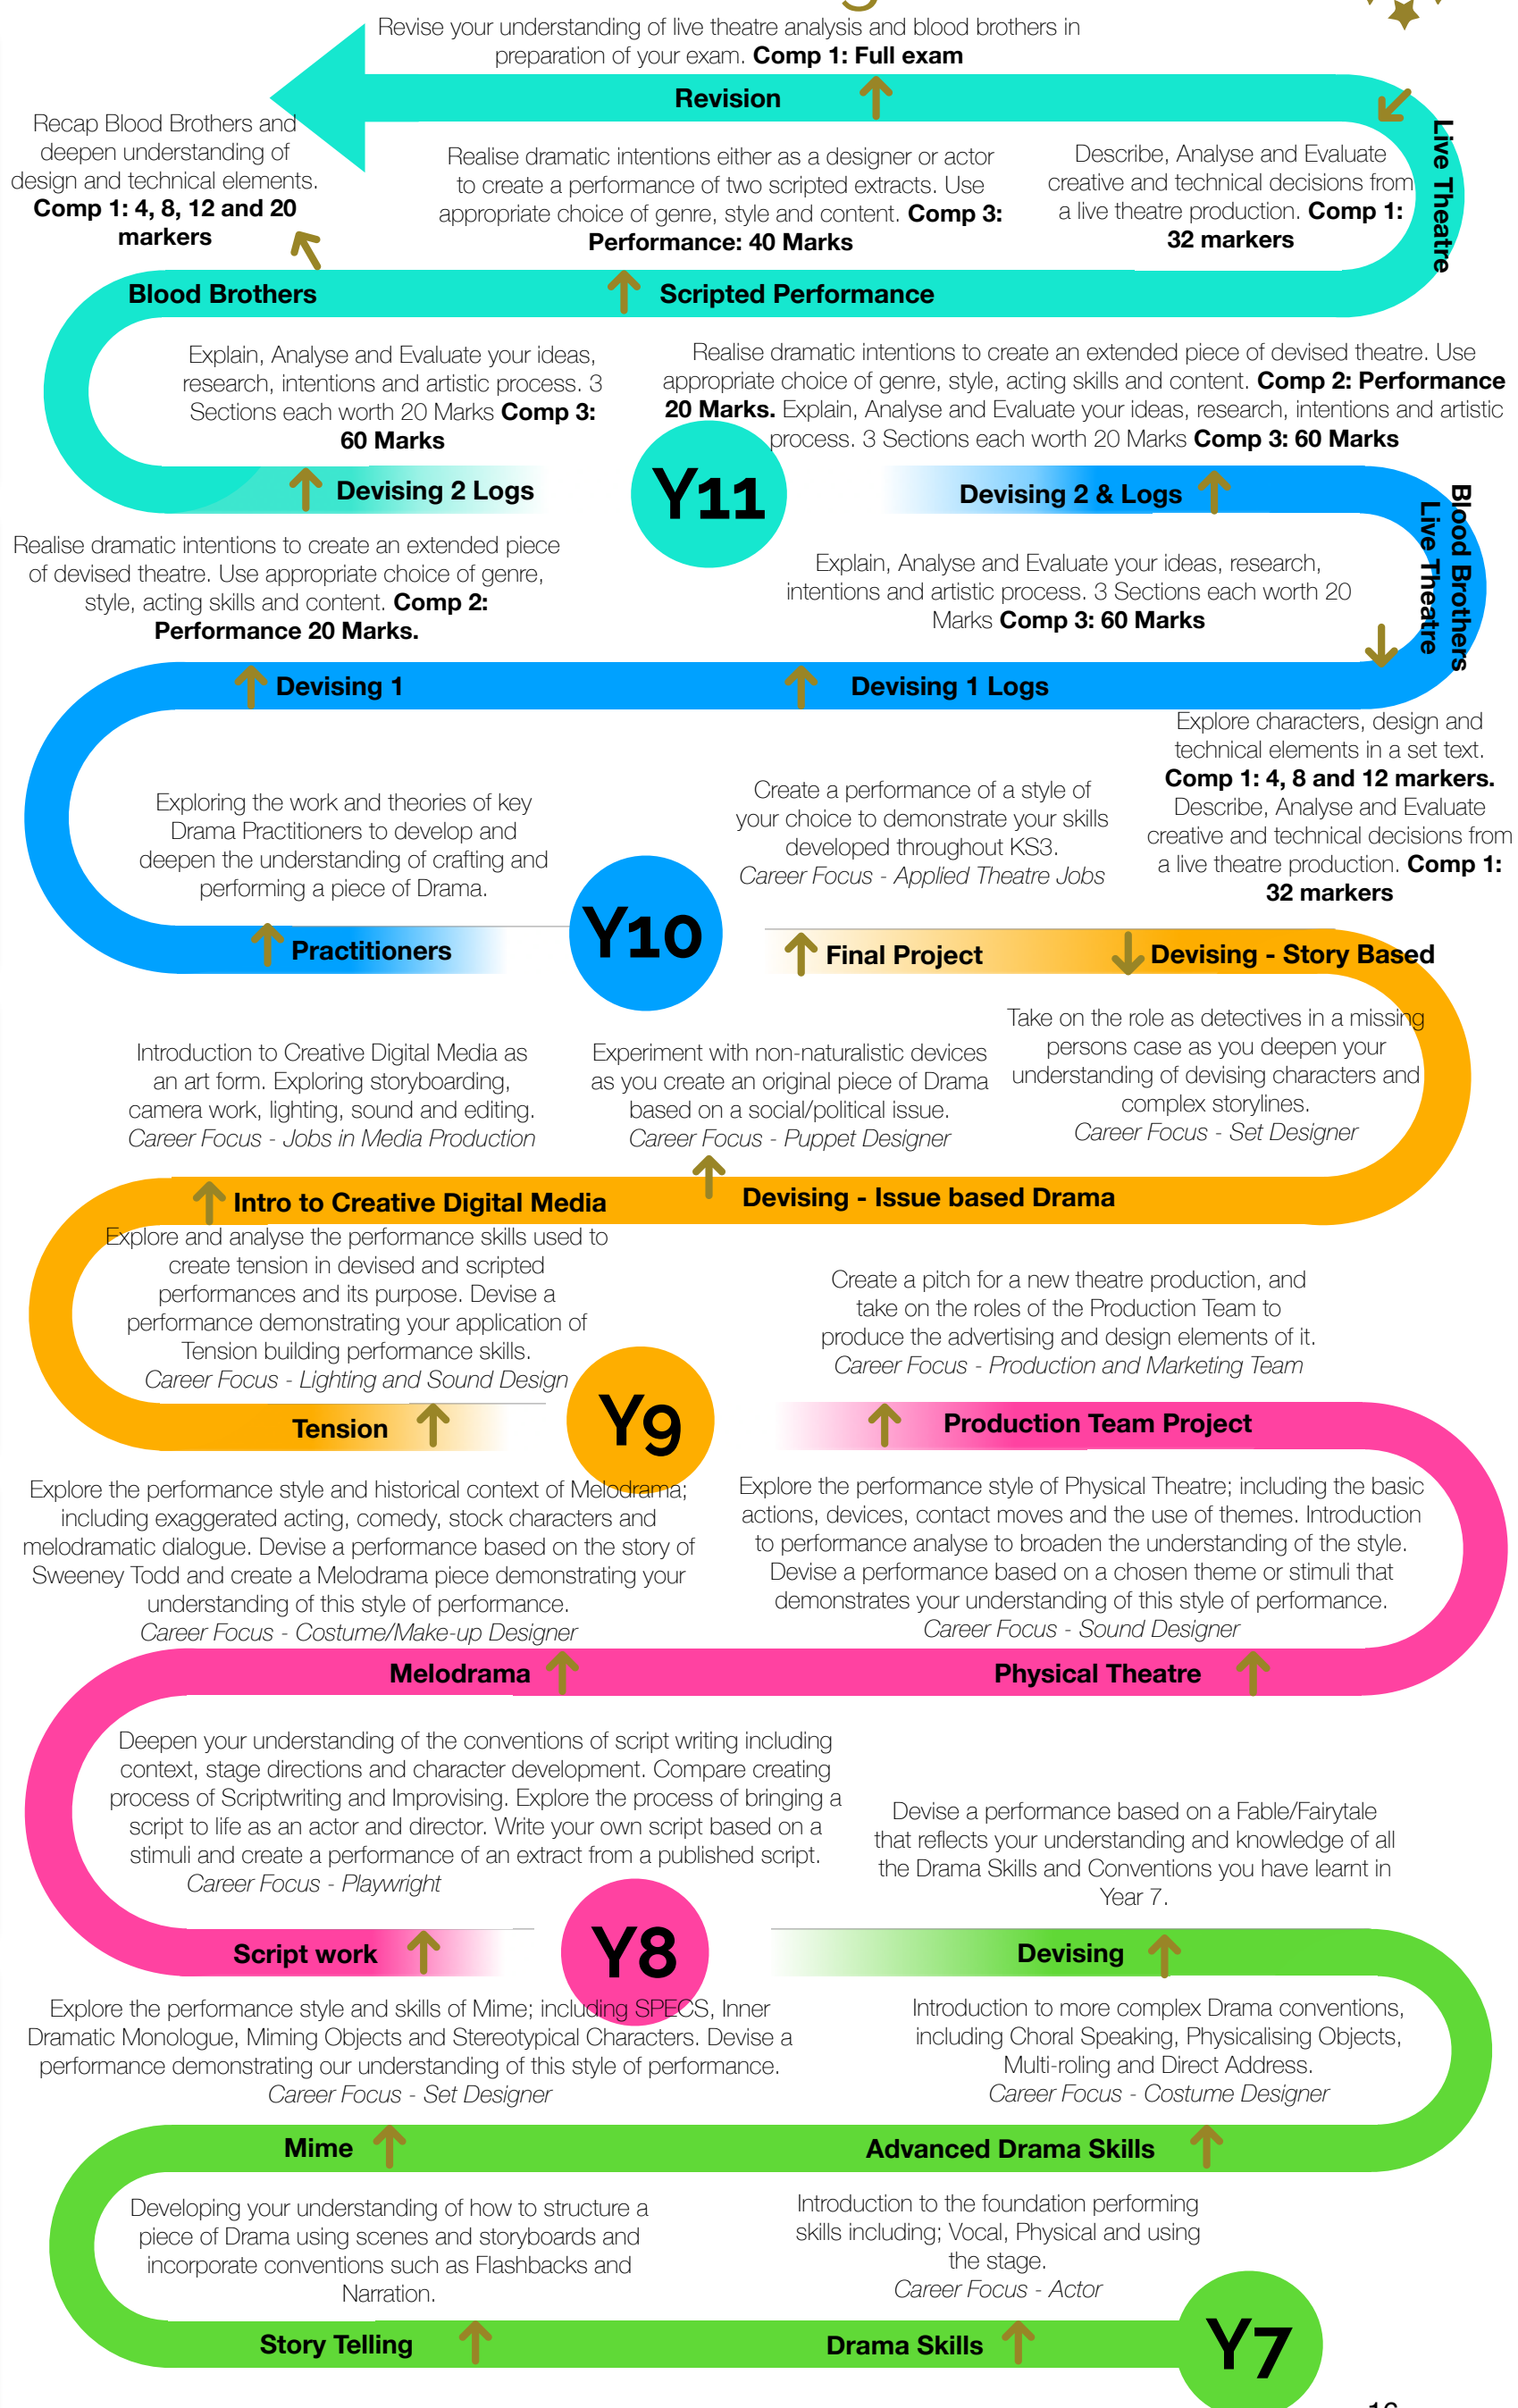 Revise your understanding of live theatre analysis and blood brothers in
preparation of your exam. Comp 1: Full exam
Revision
Live Theatre
Recap Blood Brothers and
deepen understanding of
design and technical elements.
Comp 1: 4, 8, 12 and 20
markers
Realise dramatic intentions either as a designer or actor
to create a performance of two scripted extracts. Use
appropriate choice of genre, style and content. Comp 3:
Performance: 40 Marks
Describe, Analyse and Evaluate
creative and technical decisions from
a live theatre production. Comp 1:
32 markers
Blood Brothers
Scripted Performance
Explain, Analyse and Evaluate your ideas,
research, intentions and artistic process. 3
Sections each worth 20 Marks Comp 3:
60 Marks
Realise dramatic intentions to create an extended piece of devised theatre. Use
appropriate choice of genre, style, acting skills and content. Comp 2: Performance
20 Marks. Explain, Analyse and Evaluate your ideas, research, intentions and artistic
process. 3 Sections each worth 20 Marks Comp 3: 60 Marks
Devising 2 Logs
Y11
Devising 2 & Logs
Blood Brothers
Live Theatre
Realise dramatic intentions to create an extended piece
of devised theatre. Use appropriate choice of genre,
style, acting skills and content. Comp 2:
Performance 20 Marks.
Explain, Analyse and Evaluate your ideas, research,
intentions and artistic process. 3 Sections each worth 20
Marks Comp 3: 60 Marks
Devising 1
Devising 1 Logs
Explore characters, design and
technical elements in a set text.
Comp 1: 4, 8 and 12 markers.
Describe, Analyse and Evaluate
creative and technical decisions from
a live theatre production. Comp 1:
32 markers
Exploring the work and theories of key
Drama Practitioners to develop and
deepen the understanding of crafting and
performing a piece of Drama.
Create a performance of a style of
your choice to demonstrate your skills
developed throughout KS3.
Career Focus - Applied Theatre Jobs
Practitioners
Y10
Final Project
Devising - Story Based
Introduction to Creative Digital Media as
an art form. Exploring storyboarding,
camera work, lighting, sound and editing.
Career Focus - Jobs in Media Production
Experiment with non-naturalistic devices
as you create an original piece of Drama
based on a social/political issue.
Career Focus - Puppet Designer
Take on the role as detectives in a missing
persons case as you deepen your
understanding of devising characters and
complex storylines.
Career Focus - Set Designer
Intro to Creative Digital Media
Devising - Issue based Drama
Explore and analyse the performance skills used to
create tension in devised and scripted
performances and its purpose. Devise a
performance demonstrating your application of
Tension building performance skills.
Career Focus - Lighting and Sound Design
Create a pitch for a new theatre production, and
take on the roles of the Production Team to
produce the advertising and design elements of it.
Career Focus - Production and Marketing Team
Tension
Y9
Production Team Project
Explore the performance style and historical context of Melodrama;
including exaggerated acting, comedy, stock characters and
melodramatic dialogue. Devise a performance based on the story of
Sweeney Todd and create a Melodrama piece demonstrating your
understanding of this style of performance.
Career Focus - Costume/Make-up Designer
Explore the performance style of Physical Theatre; including the basic
actions, devices, contact moves and the use of themes. Introduction
to performance analyse to broaden the understanding of the style.
Devise a performance based on a chosen theme or stimuli that
demonstrates your understanding of this style of performance.
Career Focus - Sound Designer
Melodrama
Physical Theatre
Deepen your understanding of the conventions of script writing including
context, stage directions and character development. Compare creating
process of Scriptwriting and Improvising. Explore the process of bringing a
script to life as an actor and director. Write your own script based on a
stimuli and create a performance of an extract from a published script.
Career Focus - Playwright
Devise a performance based on a Fable/Fairytale
that reflects your understanding and knowledge of all
the Drama Skills and Conventions you have learnt in
Year 7.
Script work
Y8
Devising
Explore the performance style and skills of Mime; including SPECS, Inner
Dramatic Monologue, Miming Objects and Stereotypical Characters. Devise a
performance demonstrating our understanding of this style of performance.
Career Focus - Set Designer
Introduction to more complex Drama conventions,
including Choral Speaking, Physicalising Objects,
Multi-roling and Direct Address.
Career Focus - Costume Designer
Mime
Advanced Drama Skills
Developing your understanding of how to structure a
piece of Drama using scenes and storyboards and
incorporate conventions such as Flashbacks and
Narration.
Introduction to the foundation performing
skills including; Vocal, Physical and using
the stage.
Career Focus - Actor
Story Telling
Drama Skills
Y7